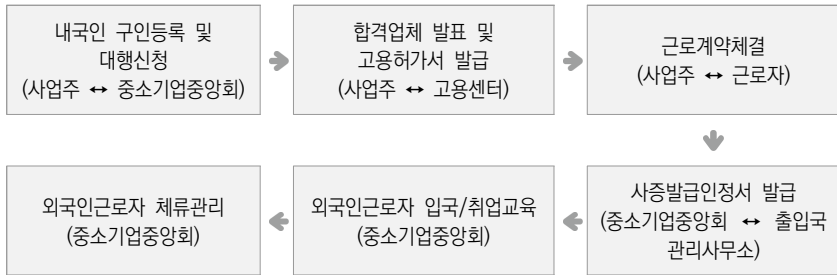 내국인 구인등록 및
대행신청
(사업주 ↔ 중소기업중앙회)
합격업체 발표 및
고용허가서 발급
(사업주 ↔ 고용센터)
근로계약체결
(사업주 ↔ 근로자)
사증발급인정서 발급
(중소기업중앙회 ↔ 출입국
관리사무소)
외국인근로자 입국/취업교육
(중소기업중앙회)
외국인근로자 체류관리
(중소기업중앙회)